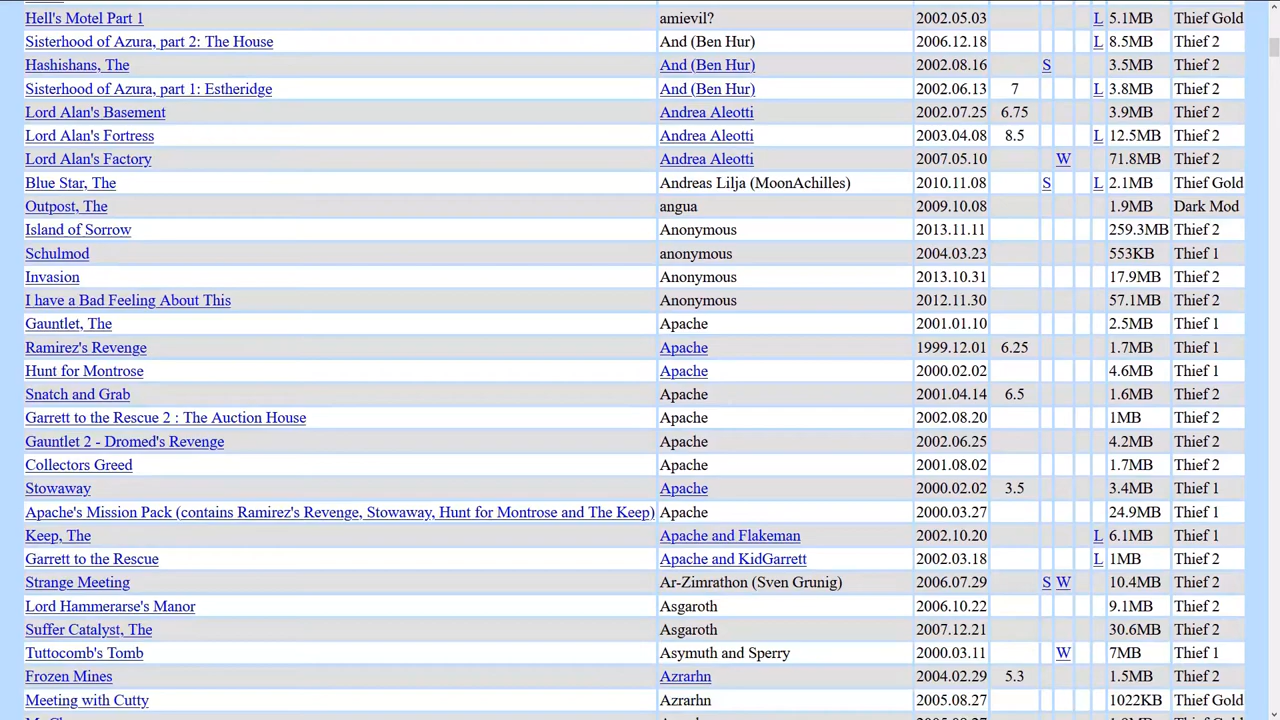 Hell's Motel Part 1 amievil? 2002.05.03 L 5.1MB Thief Gold
Sisterhood of Azura, part 2: The House And (Ben Hur) 2006.12.18 L 8.5MB Thief 2
Hashishans, The And (Ben Hur) 2002.08.16 S 3.5MB Thief 2
Sisterhood of Azura, part 1: Estheridge And (Ben Hur) 2002.06.13 7 L 3.8MB Thief 2
Lord Alan's Basement Andrea Aleotti 2002.07.25 6.75 3.9MB Thief 2
Lord Alan's Fortress Andrea Aleotti 2003.04.08 8.5 L 12.5MB Thief 2
Lord Alan's Factory Andrea Aleotti 2007.05.10 W 71.8MB Thief 2
Blue Star, The Andreas Lilja (MoonAchilles) 2010.11.08 S L 2.1MB Thief Gold
Outpost, The angua 2009.10.08 1.9MB Dark Mod
Island of Sorrow Anonymous 2013.11.11 259.3MB Thief 2
Schulmod anonymous 2004.03.23 553KB Thief 1
Invasion Anonymous 2013.10.31 17.9MB Thief 2
I have a Bad Feeling About This Anonymous 2012.11.30 57.1MB Thief 2
Gauntlet, The Apache 2001.01.10 2.5MB Thief 1
Ramirez's Revenge Apache 1999.12.01 6.25 1.7MB Thief 1
Hunt for Montrose Apache 2000.02.02 4.6MB Thief 1
Snatch and Grab Apache 2001.04.14 6.5 1.6MB Thief 2
Garrett to the Rescue 2 : The Auction House Apache 2002.08.20 1MB Thief 2
Gauntlet 2 - Dromed's Revenge Apache 2002.06.25 4.2MB Thief 2
Collectors Greed Apache 2001.08.02 1.7MB Thief 2
Stowaway Apache 2000.02.02 3.5 3.4MB Thief 1
Apache's Mission Pack (contains Ramirez's Revenge, Stowaway, Hunt for Montrose and The Keep) Apache 2000.03.27 24.9MB Thief 1
Keep, The Apache and Flakeman 2002.10.20 L 6.1MB Thief 1
Garrett to the Rescue Apache and KidGarrett 2002.03.18 L 1MB Thief 2
Strange Meeting Ar-Zimrathon (Sven Grunig) 2006.07.29 S W 10.4MB Thief 2
Lord Hammerarse's Manor Asgaroth 2006.10.22 9.1MB Thief 2
Suffer Catalyst, The Asgaroth 2007.12.21 30.6MB Thief 2
Tuttocomb's Tomb Asymuth and Sperry 2000.03.11 W 7MB Thief 1
Frozen Mines Azrarhn 2004.02.29 5.3 1.5MB Thief 2
Meeting with Cutty Azrarhn 2005.08.27 1022KB Thief Gold